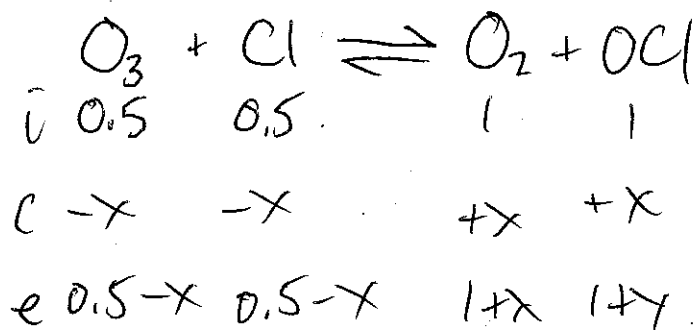 O₃ + Cl ⇌ O₂ + OCl
i 0.5 0.5 1 1
c -x -x +x +x
e 0.5-x 0.5-x 1+x 1+y